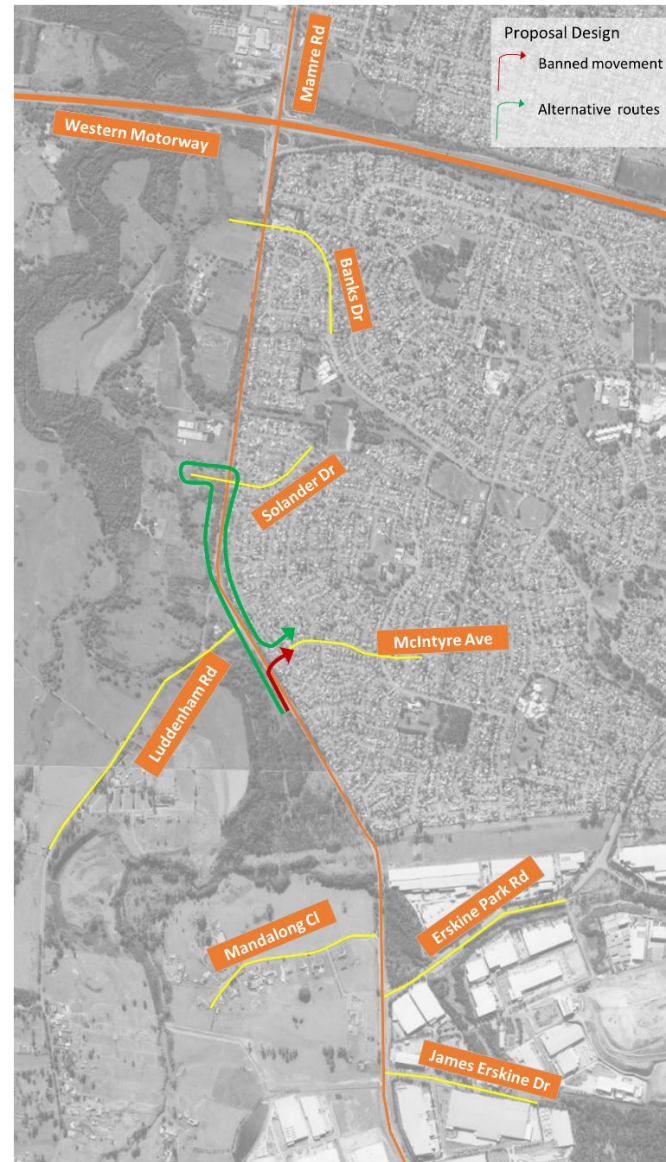 Proposal Design
Banned movement
Alternative routes
Mamre Rd
Western Motorway
Banks Dr
Solander Dr
McIntyre Ave
Luddenham Rd
Erskine Park Rd
Mandalong Cl
James Erskine Dr